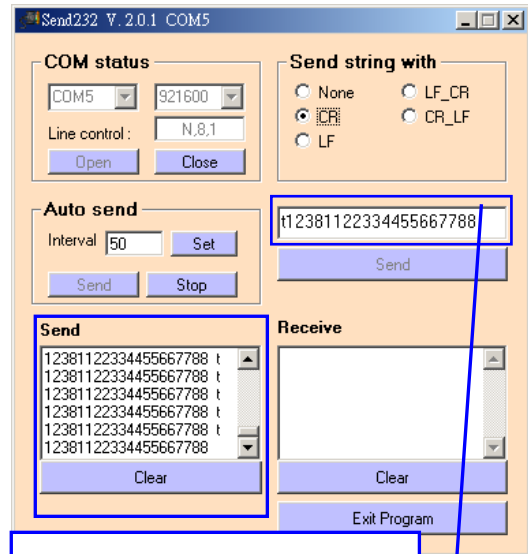 Send232 V. 2.0.1 COM5
COM status
COM5 921600
Line control : N,8,1
Open Close
Send string with
None LF_CR
CR CR_LF
LF
Auto send
Interval 50 Set
Send Stop
t12381122334455667788
Send
Send
12381122334455667788 t
12381122334455667788 t
12381122334455667788 t
12381122334455667788 t
12381122334455667788 t
12381122334455667788
Clear
Receive
Clear
Exit Program